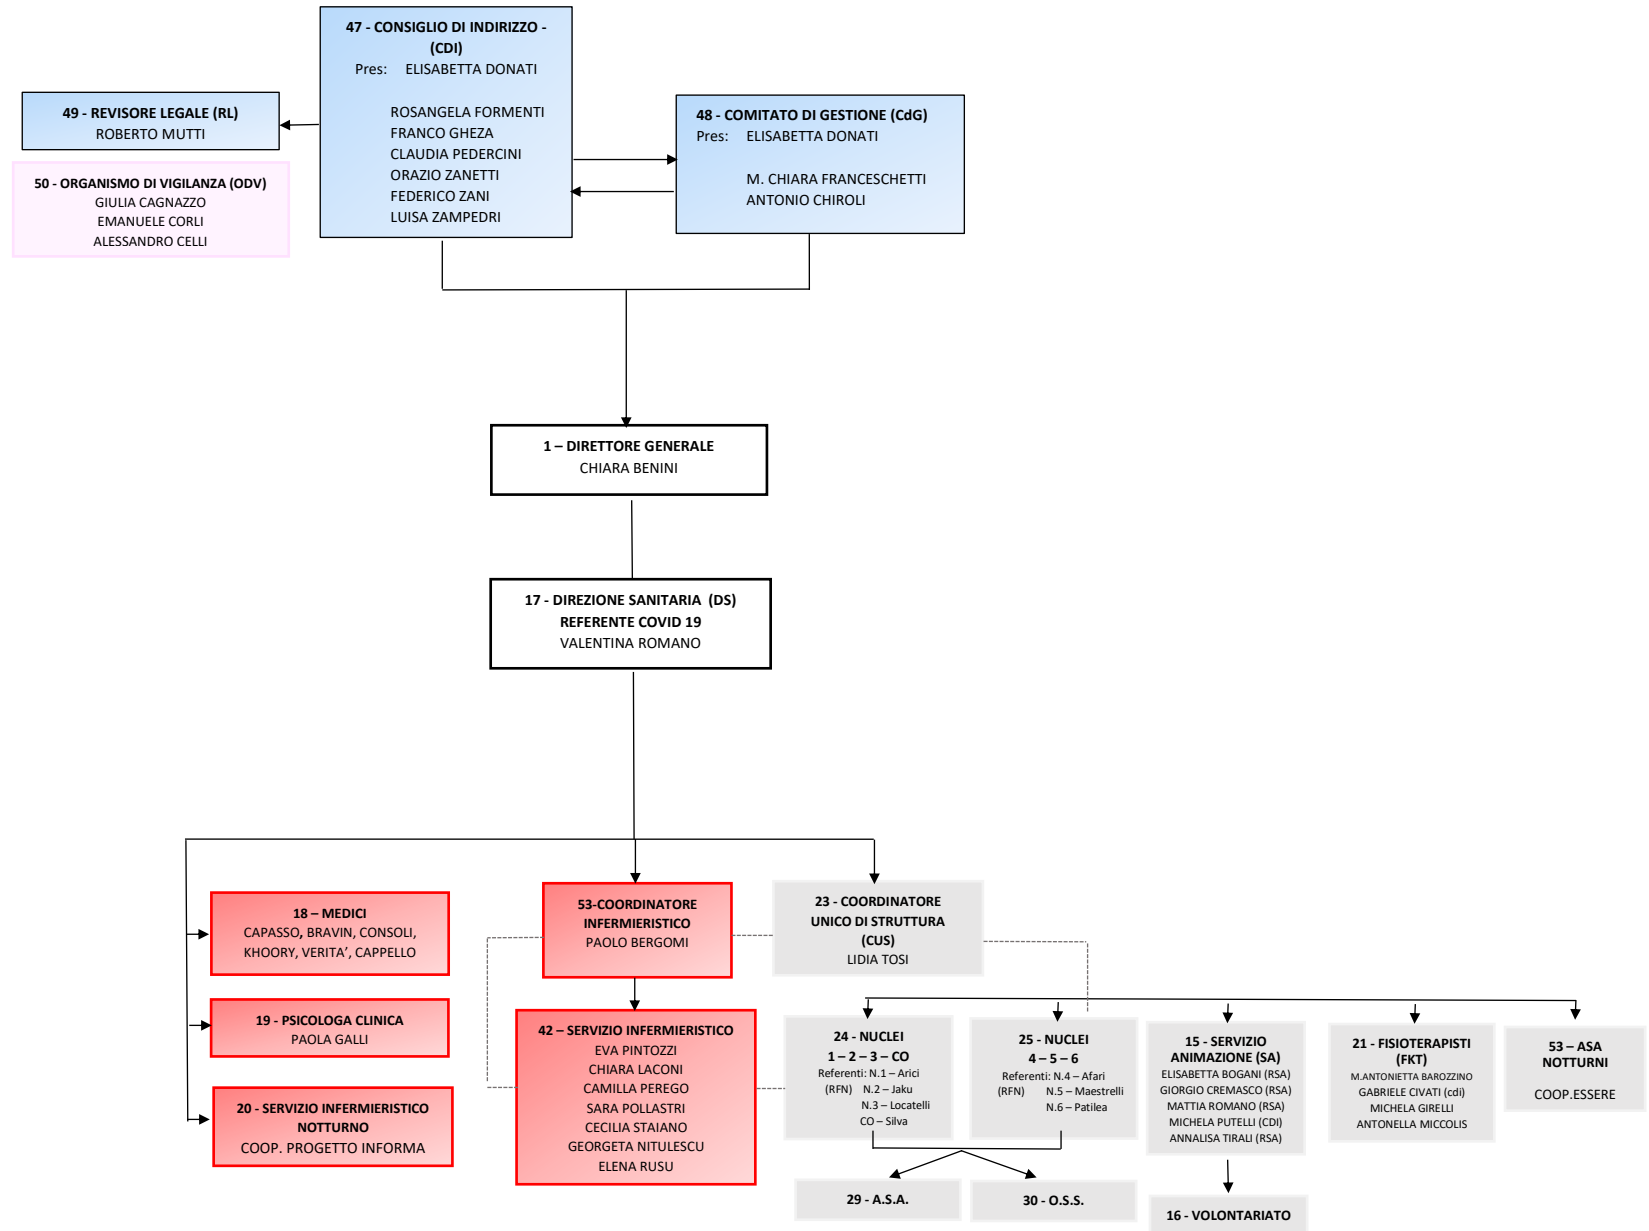 47 - CONSIGLIO DI INDIRIZZO -
(CDI)
Pres: ELISABETTA DONATI
ROSANGELA FORMENTI
FRANCO GHEZA
CLAUDIA PEDERCINI
ORAZIO ZANETTI
FEDERICO ZANI
LUISA ZAMPEDRI
49 - REVISORE LEGALE (RL)
ROBERTO MUTTI
48 - COMITATO DI GESTIONE (CdG)
Pres: ELISABETTA DONATI
M. CHIARA FRANCESCHETTI
ANTONIO CHIROLI
50 - ORGANISMO DI VIGILANZA (ODV)
GIULIA CAGNAZZO
EMANUELE CORLI
ALESSANDRO CELLI
1 – DIRETTORE GENERALE
CHIARA BENINI
17 - DIREZIONE SANITARIA (DS)
REFERENTE COVID 19
VALENTINA ROMANO
18 – MEDICI
CAPASSO, BRAVIN, CONSOLI,
KHOORY, VERITA’, CAPPELLO
53-COORDINATORE
INFERMIERISTICO
PAOLO BERGOMI
23 - COORDINATORE
UNICO DI STRUTTURA
(CUS)
LIDIA TOSI
19 - PSICOLOGA CLINICA
PAOLA GALLI
20 - SERVIZIO INFERMIERISTICO
NOTTURNO
COOP. PROGETTO INFORMA
42 – SERVIZIO INFERMIERISTICO
EVA PINTOZZI
CHIARA LACONI
CAMILLA PEREGO
SARA POLLASTRI
CECILIA STAIANO
GEORGETA NITULESCU
ELENA RUSU
24 - NUCLEI
1 – 2 – 3 – CO
Referenti: N.1 – Arici
(RFN) N.2 – Jaku
N.3 – Locatelli
CO – Silva
25 - NUCLEI
4 – 5 – 6
Referenti: N.4 – Afari
(RFN) N.5 – Maestrelli
N.6 – Patilea
15 - SERVIZIO
ANIMAZIONE (SA)
ELISABETTA BOGANI (RSA)
GIORGIO CREMASCO (RSA)
MATTIA ROMANO (RSA)
MICHELA PUTELLI (CDI)
ANNALISA TIRALI (RSA)
21 - FISIOTERAPISTI
(FKT)
M.ANTONIETTA BAROZZINO
GABRIELE CIVATI (cdi)
MICHELA GIRELLI
ANTONELLA MICCOLIS
53 – ASA
NOTTURNI
COOP.ESSERE
29 - A.S.A.
30 - O.S.S.
16 - VOLONTARIATO